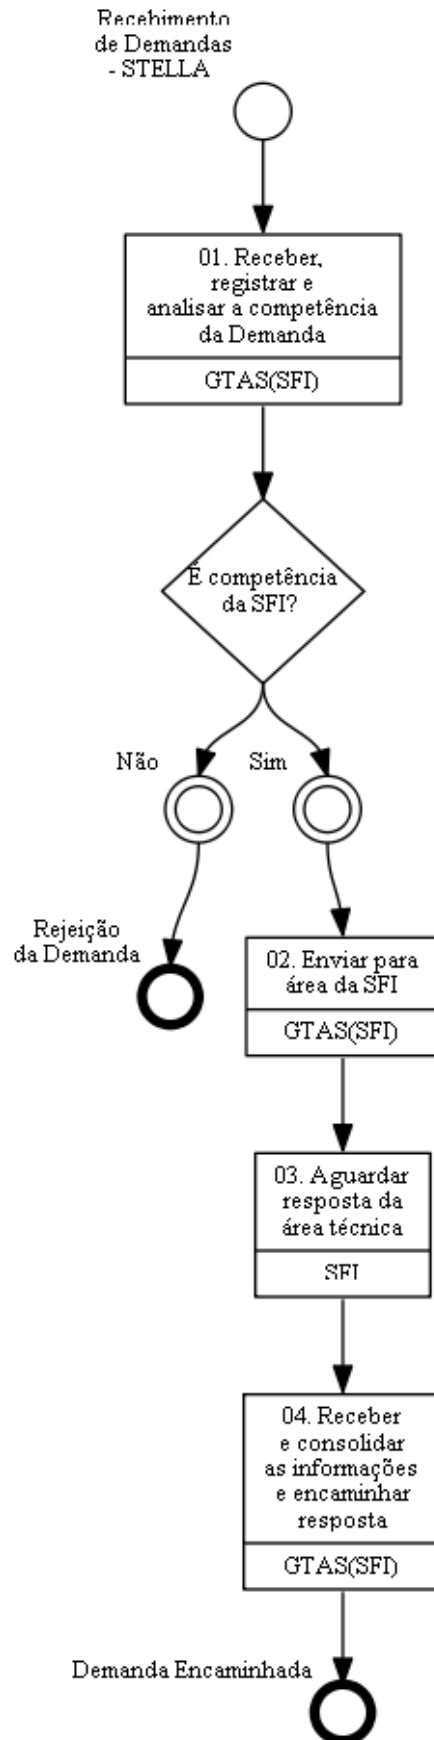 Recebimento
de Demandas
- STELLA
01. Receber,
registrar e
analisar a competência
da Demanda
GTAS(SFI)
É competência
da SFI?
Não
Sim
Rejeição
da Demanda
02. Enviar para
área da SFI
GTAS(SFI)
03. Aguardar
resposta da
área técnica
SFI
04. Receber
e consolidar
as informações
e encaminhar
resposta
GTAS(SFI)
Demanda Encaminhada